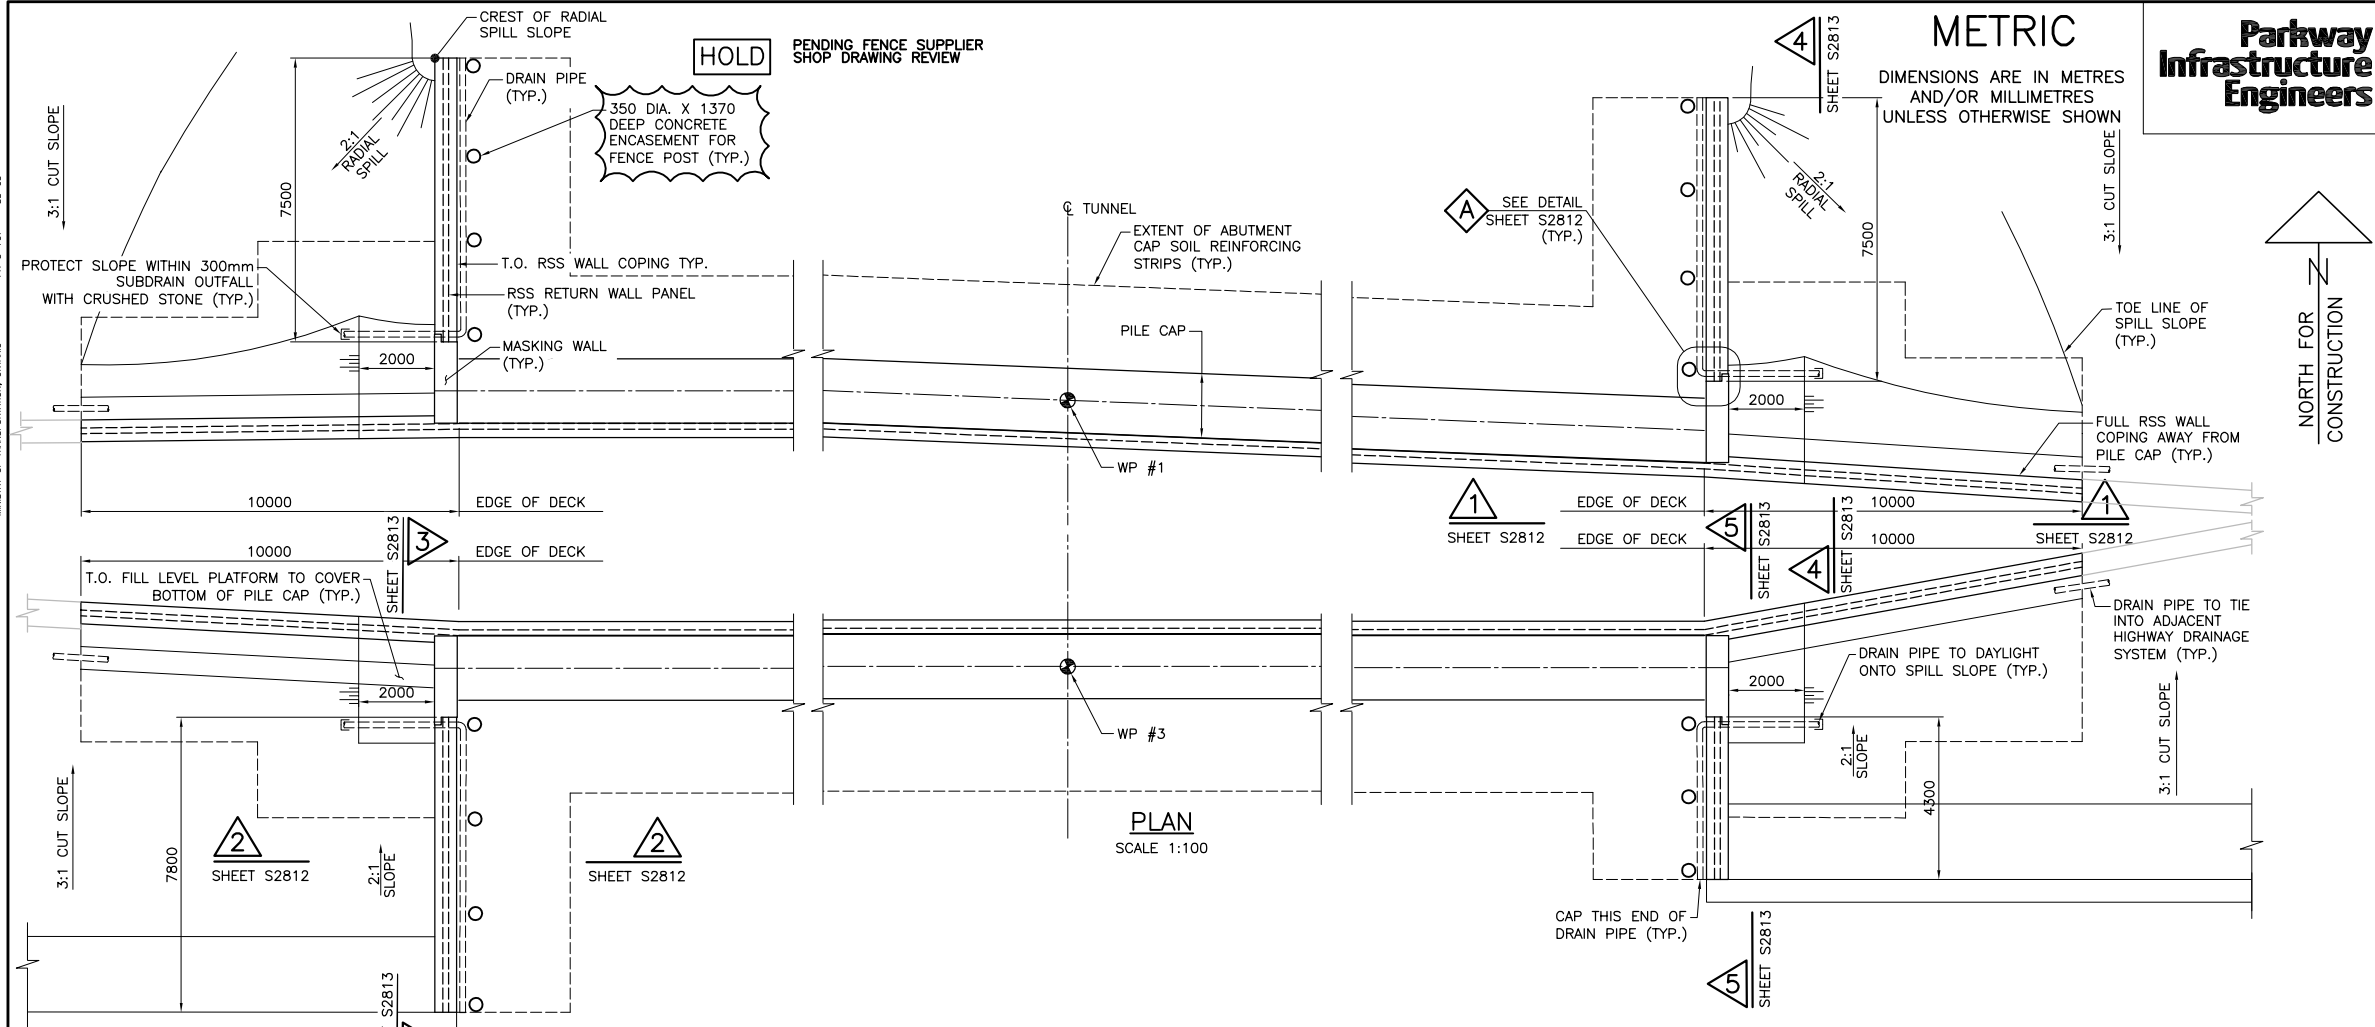 CREST OF RADIAL
SPILL SLOPE
HOLD
PENDING FENCE SUPPLIER
SHOP DRAWING REVIEW
DRAIN PIPE
(TYP.)
350 DIA. X 1370
DEEP CONCRETE
ENCASEMENT FOR
FENCE POST (TYP.)
4
SHEET S2813
METRIC
DIMENSIONS ARE IN METRES
AND/OR MILLIMETRES
UNLESS OTHERWISE SHOWN
Parkway
Infrastructure
Engineers
3:1 CUT SLOPE
2:1
RADIAL
SPILL
7500
℄ TUNNEL
EXTENT OF ABUTMENT
CAP SOIL REINFORCING
STRIPS (TYP.)
A
SEE DETAIL
SHEET S2812
(TYP.)
2:1
RADIAL
SPILL
7500
3:1 CUT SLOPE
N
NORTH FOR
CONSTRUCTION
PROTECT SLOPE WITHIN 300mm
SUBDRAIN OUTFALL
WITH CRUSHED STONE (TYP.)
T.O. RSS WALL COPING TYP.
RSS RETURN WALL PANEL
(TYP.)
MASKING WALL
(TYP.)
2000
PILE CAP
TOE LINE OF
SPILL SLOPE
(TYP.)
2000
FULL RSS WALL
COPING AWAY FROM
PILE CAP (TYP.)
WP #1
10000
EDGE OF DECK
1
SHEET S2812
EDGE OF DECK
10000
1
SHEET S2812
3
SHEET S2813
10000
EDGE OF DECK
EDGE OF DECK
5
SHEET S2813
4
SHEET S2813
10000
T.O. FILL LEVEL PLATFORM TO COVER
BOTTOM OF PILE CAP (TYP.)
DRAIN PIPE TO TIE
INTO ADJACENT
HIGHWAY DRAINAGE
SYSTEM (TYP.)
DRAIN PIPE TO DAYLIGHT
ONTO SPILL SLOPE (TYP.)
2000
2000
WP #3
3:1 CUT SLOPE
7800
2
SHEET S2812
2:1
SLOPE
2
SHEET S2812
PLAN
SCALE 1:100
2:1
SLOPE
4300
3:1 CUT SLOPE
CAP THIS END OF
DRAIN PIPE (TYP.)
5
SHEET S2813
S2813